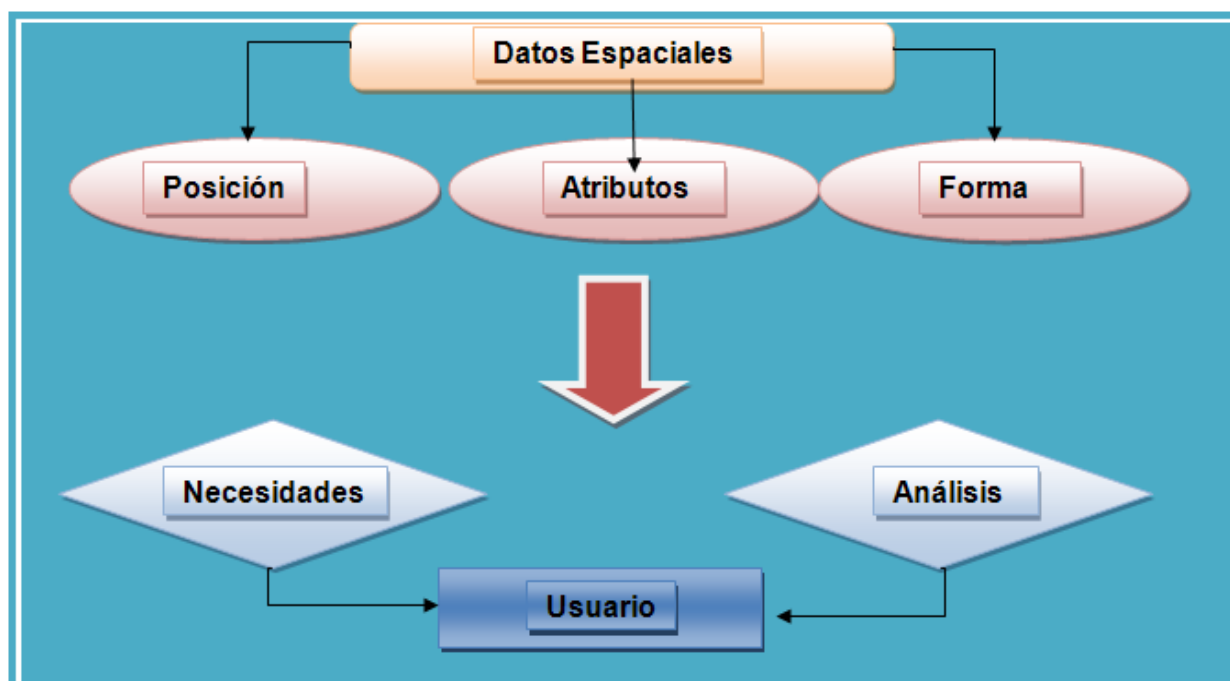 Datos Espaciales
Posición
Atributos
Forma
Necesidades
Análisis
Usuario